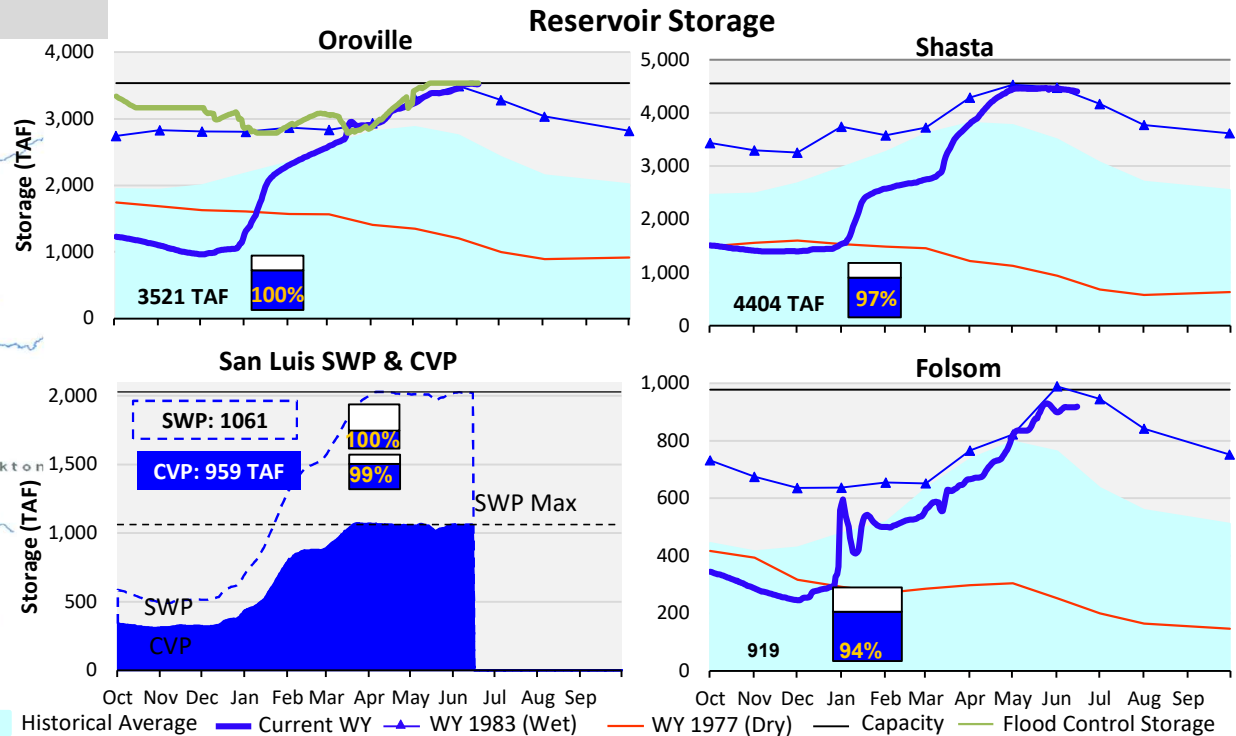 Reservoir Storage
Oroville
4,000
3,000
2,000
1,000
0
Storage (TAF)
3521 TAF
100%
Shasta
5,000
4,000
3,000
2,000
1,000
0
4404 TAF
97%
San Luis SWP & CVP
2,000
1,500
1,000
500
0
Storage (TAF)
SWP: 1061
CVP: 959 TAF
100%
99%
SWP Max
SWP
CVP
Oct Nov Dec Jan Feb Mar Apr May Jun Jul Aug Sep
Folsom
1,000
800
600
400
200
0
919
94%
Oct Nov Dec Jan Feb Mar Apr May Jun Jul Aug Sep
kton
Historical Average Current WY WY 1983 (Wet) WY 1977 (Dry) Capacity Flood Control Storage